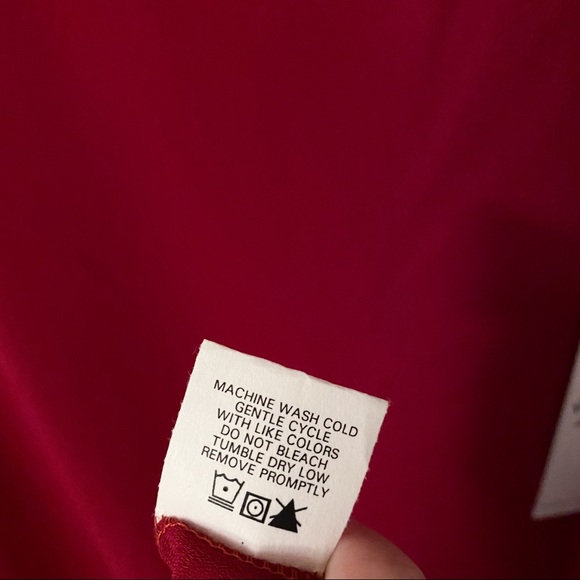 MACHINE WASH COLD
GENTLE CYCLE
WITH LIKE COLORS
DO NOT BLEACH
TUMBLE DRY LOW
REMOVE PROMPTLY